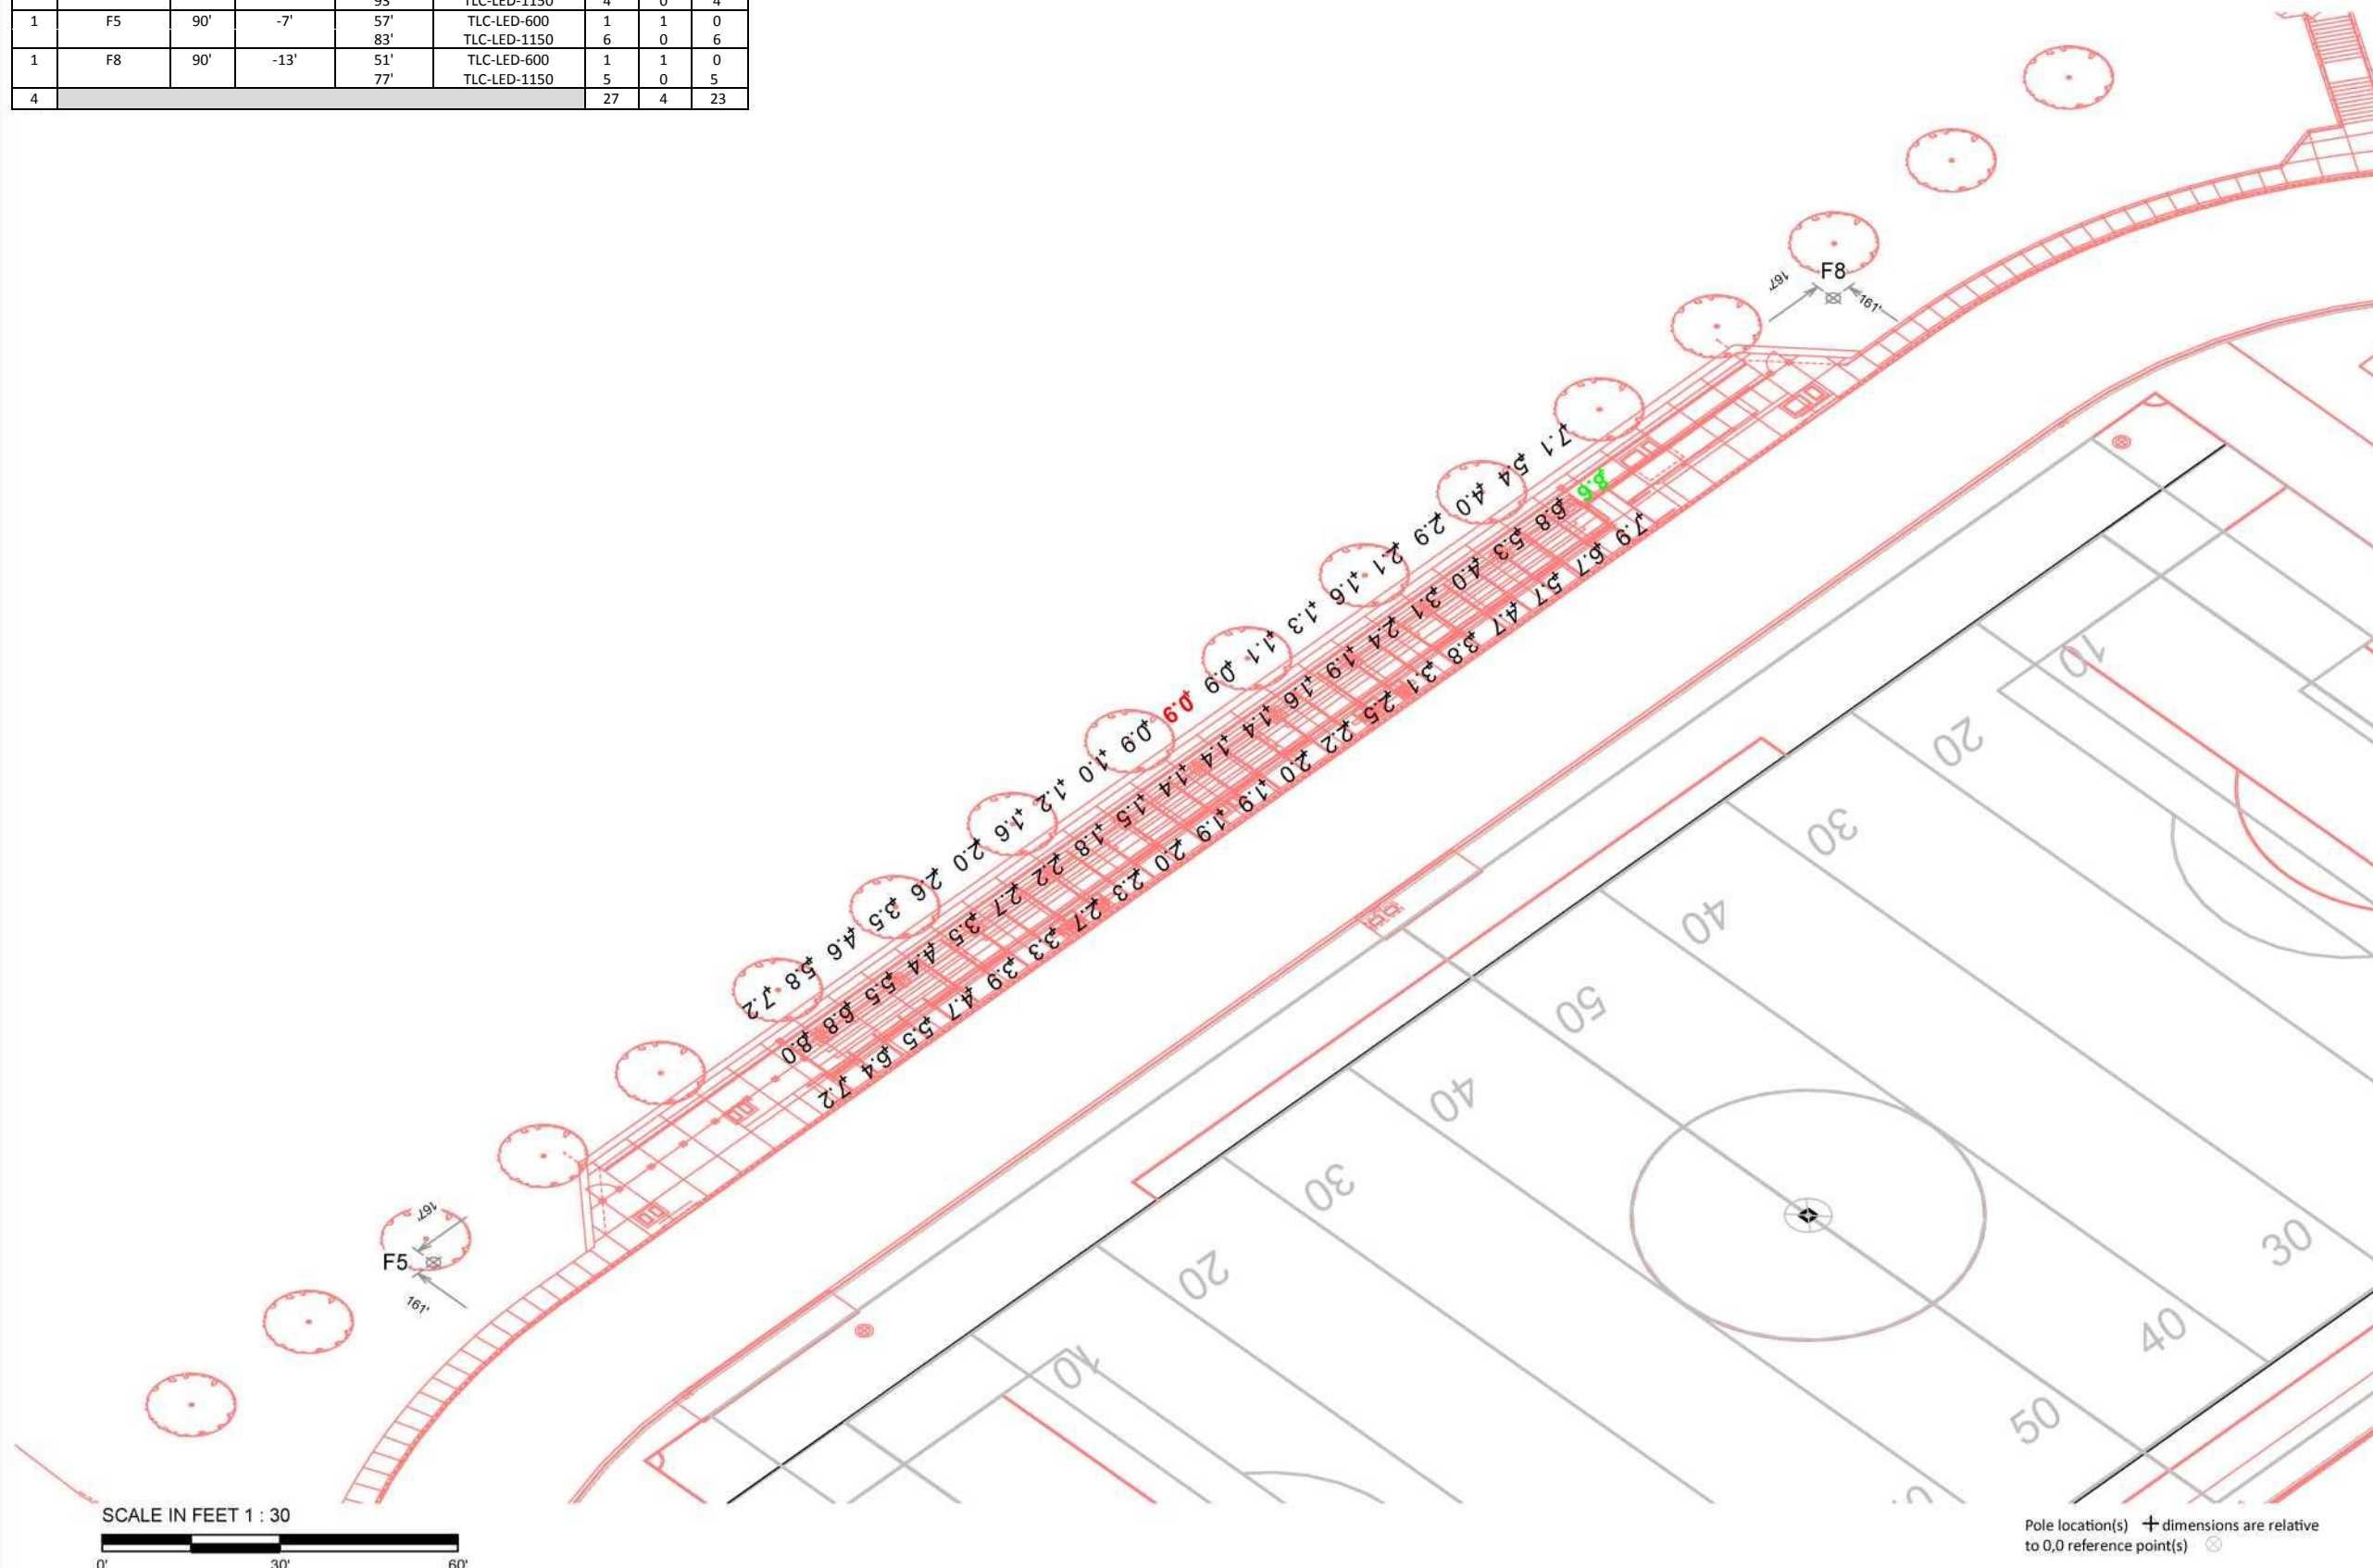 93' TLC-LED-1150 4 0 4
1 F5 90' -7' 57' TLC-LED-600 1 1 0
83' TLC-LED-1150 6 0 6
1 F8 90' -13' 51' TLC-LED-600 1 1 0
77' TLC-LED-1150 5 0 5
4 27 4 23
F8
167'
161'
7.2 5.8 4.6 3.5 2.6 2.0 1.6 1.2 1.0 0.9 0.9 0.9 1.1 1.3 1.6 2.1 2.9 4.0 5.4 7.1
8.0 6.8 5.5 4.4 3.5 2.7 2.2 1.8 1.5 1.4 1.4 1.4 1.6 1.9 2.4 3.1 4.0 5.3 6.8 8.6
7.2 6.4 5.5 4.7 3.9 3.3 2.7 2.3 2.0 1.9 1.9 2.0 2.2 2.5 3.1 3.8 4.7 5.7 6.7 7.9
10
20
30
40
50
40
30
20
10
30
40
50
F5
167'
161'
SCALE IN FEET 1 : 30
0' 30' 60'
Pole location(s) dimensions are relative
to 0,0 reference point(s)